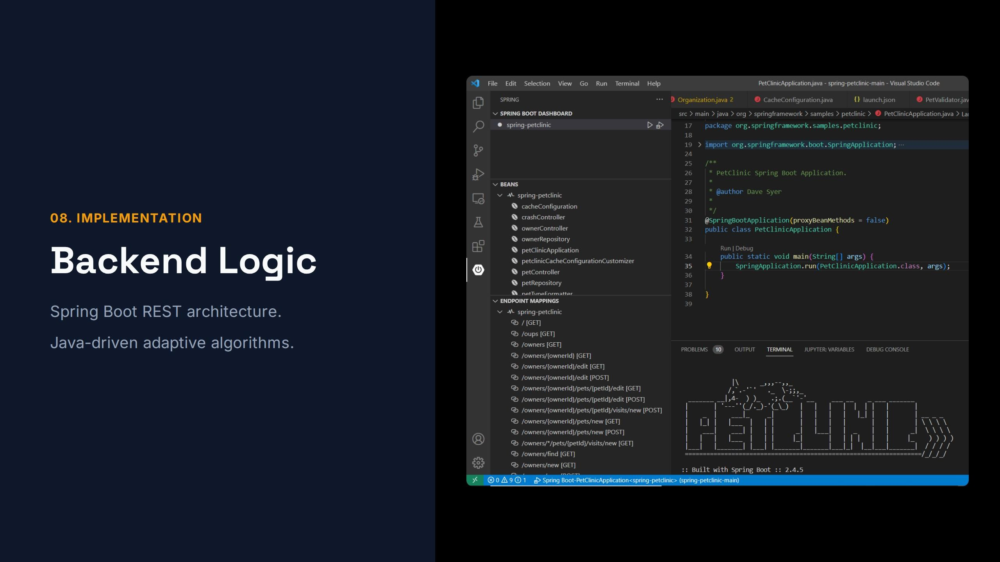 08. IMPLEMENTATION
Backend Logic
Spring Boot REST architecture.
Java-driven adaptive algorithms.
File Edit Selection View Go Run Terminal Help
PetClinicApplication.java - spring-petclinic-main - Visual Studio Code
SPRING
SPRING BOOT DASHBOARD
spring-petclinic
BEANS
spring-petclinic
cacheConfiguration
crashController
ownerController
ownerRepository
petClinicApplication
petclinicCacheConfigurationCustomizer
petController
petRepository
petTypeFormatter
ENDPOINT MAPPINGS
spring-petclinic
/ [GET]
/oups [GET]
/owners [GET]
/owners/{ownerId} [GET]
/owners/{ownerId}/edit [GET]
/owners/{ownerId}/edit [POST]
/owners/{ownerId}/pets/{petId}/edit [GET]
/owners/{ownerId}/pets/{petId}/edit [POST]
/owners/{ownerId}/pets/{petId}/visits/new [POST]
/owners/{ownerId}/pets/new [GET]
/owners/{ownerId}/pets/new [POST]
/owners/*/pets/{petId}/visits/new [GET]
/owners/find [GET]
/owners/new [GET]
Organization.java 2 CacheConfiguration.java {} launch.json PetValidator.jav
src > main > java > org > springframework > samples > petclinic > PetClinicApplication.java > La
17 package org.springframework.samples.petclinic;
18
19 > import org.springframework.boot.SpringApplication; ...
24
25 /**
26 * PetClinic Spring Boot Application.
27 *
28 * @author Dave Syer
29 *
30 */
31 @SpringBootApplication(proxyBeanMethods = false)
32 public class PetClinicApplication {
33
Run | Debug
34 public static void main(String[] args) {
35 SpringApplication.run(PetClinicApplication.class, args);
36 }
37
38 }
39
PROBLEMS 10 OUTPUT TERMINAL JUPYTER: VARIABLES DEBUG CONSOLE
PETCLINIC
:: Built with Spring Boot :: 2.4.5
0 9 1 Spring Boot-PetClinicApplication<spring-petclinic> (spring-petclinic-main)